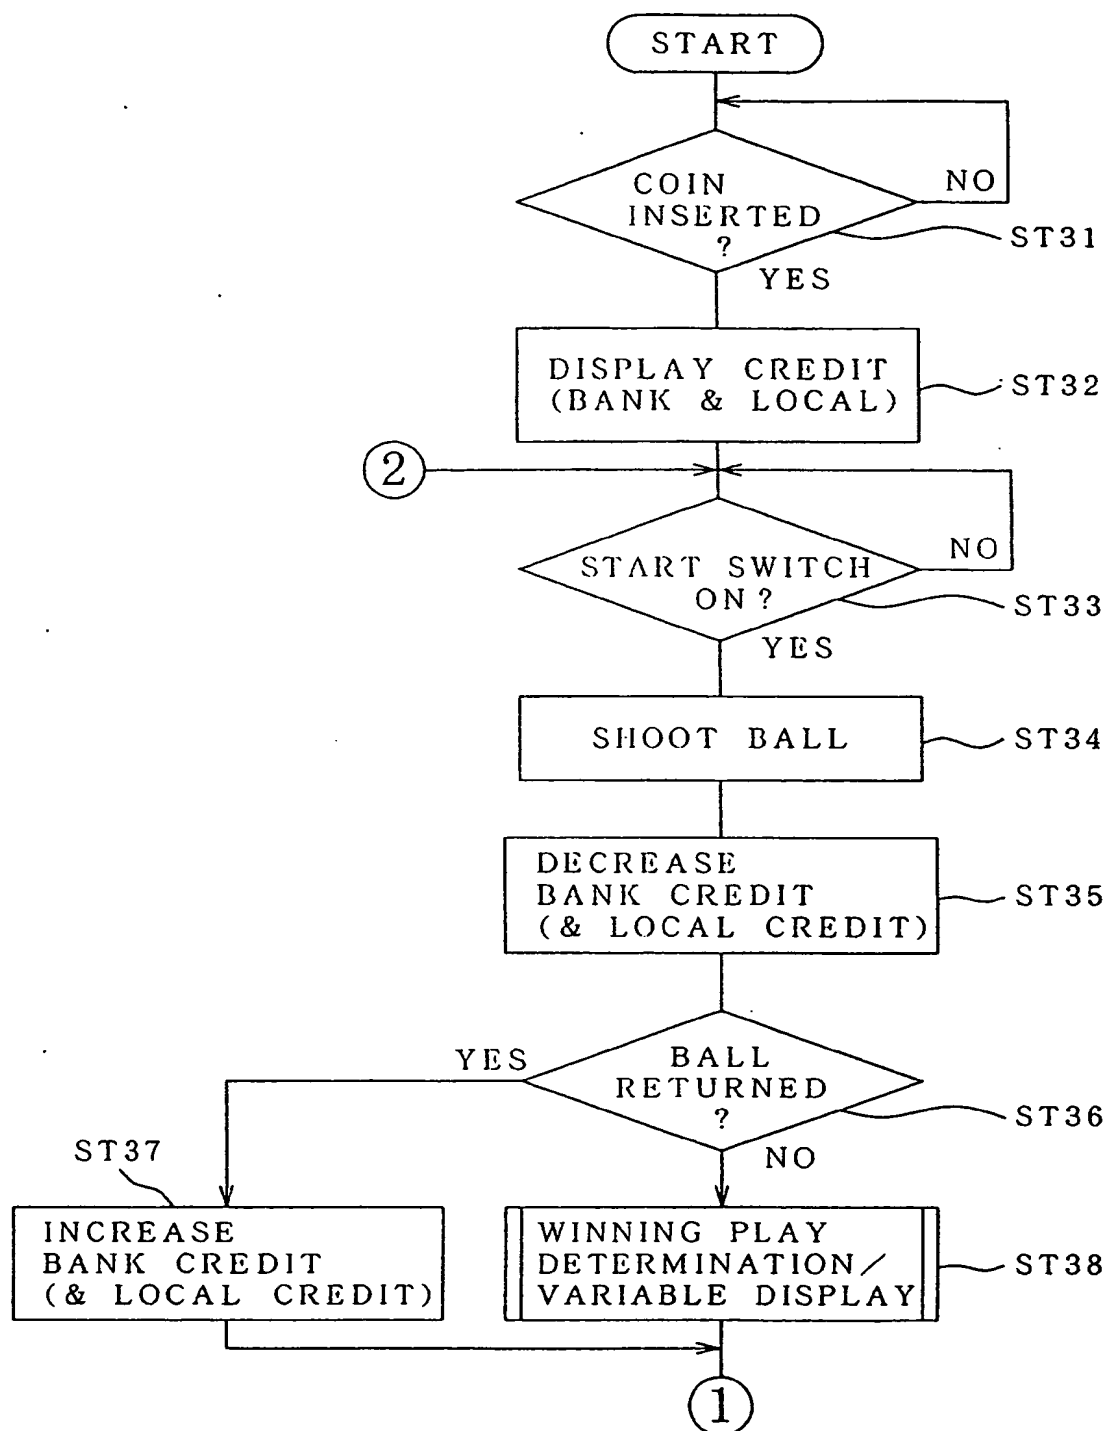 START
COIN
INSERTED
?
NO
ST31
YES
DISPLAY CREDIT
(BANK & LOCAL)
ST32
2
START SWITCH
ON?
NO
ST33
YES
SHOOT BALL
ST34
DECREASE
BANK CREDIT
(& LOCAL CREDIT)
ST35
YES
BALL
RETURNED
?
ST36
NO
ST37
INCREASE
BANK CREDIT
(& LOCAL CREDIT)
WINNING PLAY
DETERMINATION/
VARIABLE DISPLAY
ST38
1